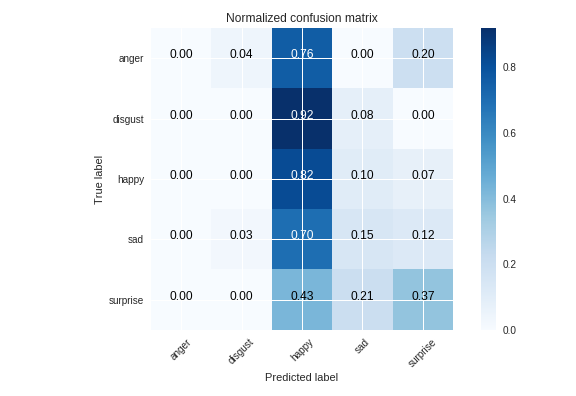 Normalized confusion matrix
True label
anger 0.00 0.04 0.76 0.00 0.20
disgust 0.00 0.00 0.92 0.08 0.00
happy 0.00 0.00 0.82 0.10 0.07
sad 0.00 0.03 0.70 0.15 0.12
surprise 0.00 0.00 0.43 0.21 0.37
anger disgust happy sad surprise
Predicted label
0.8
0.6
0.4
0.2
0.0